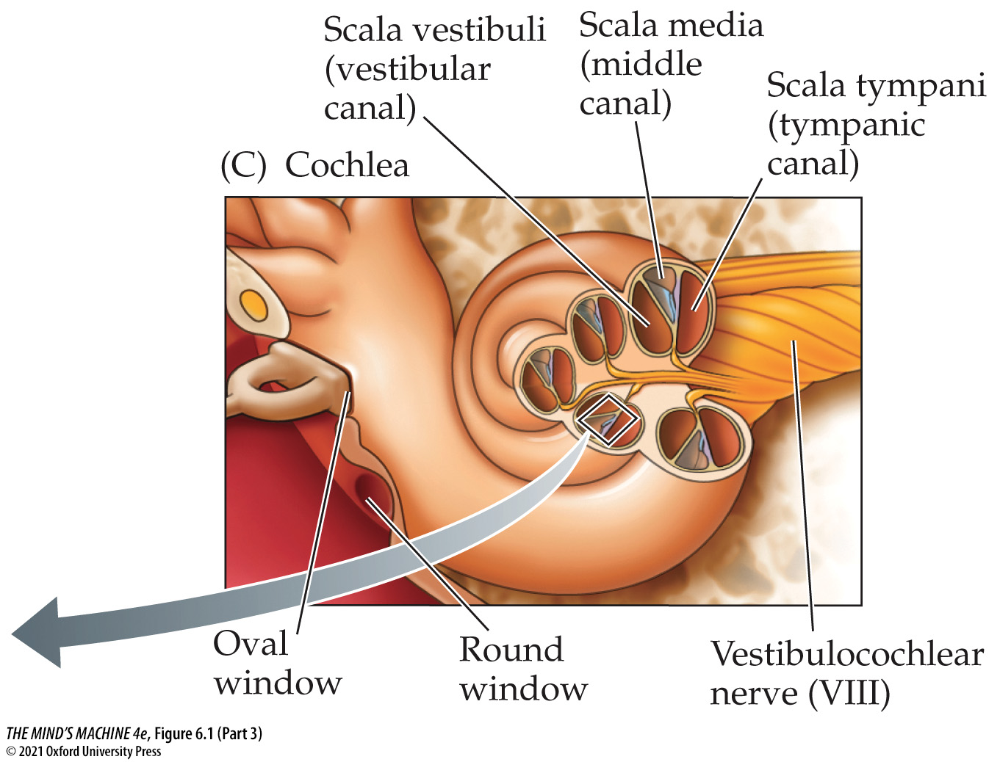 Scala vestibuli
(vestibular
canal)
Scala media
(middle
canal)
Scala tympani
(tympanic
canal)
(C) Cochlea
Oval
window
Round
window
Vestibulocochlear
nerve (VIII)
THE MIND'S MACHINE 4e, Figure 6.1 (Part 3)
© 2021 Oxford University Press